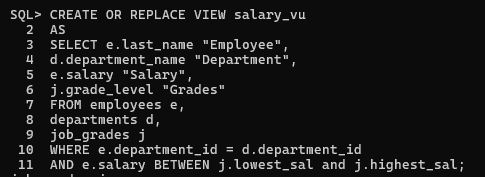 SQL> CREATE OR REPLACE VIEW salary_vu
2 AS
3 SELECT e.last_name "Employee",
4 d.department_name "Department",
5 e.salary "Salary",
6 j.grade_level "Grades"
7 FROM employees e,
8 departments d,
9 job_grades j
10 WHERE e.department_id = d.department_id
11 AND e.salary BETWEEN j.lowest_sal and j.highest_sal;